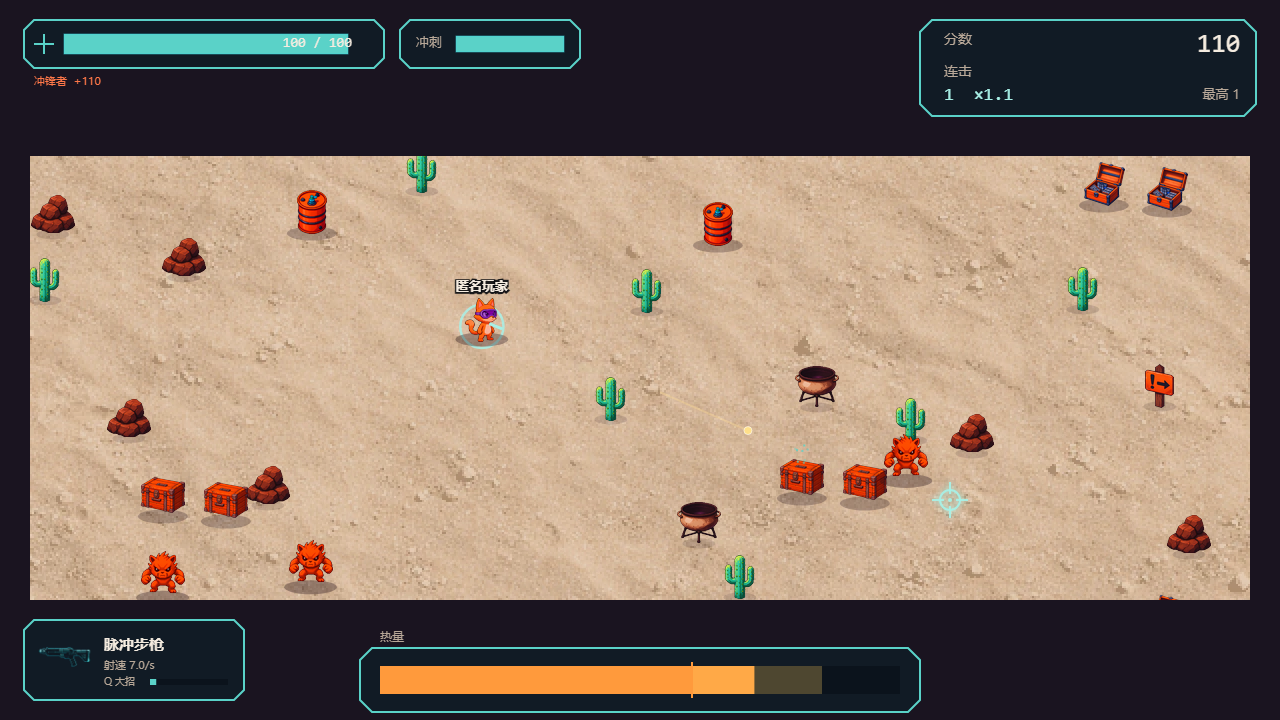 100 / 100
冲刺
冲锋者 +110
分数
110
连击
1 ×1.1
最高 1
匿名玩家
脉冲步枪
射速 7.0/s
Q 大招
热量